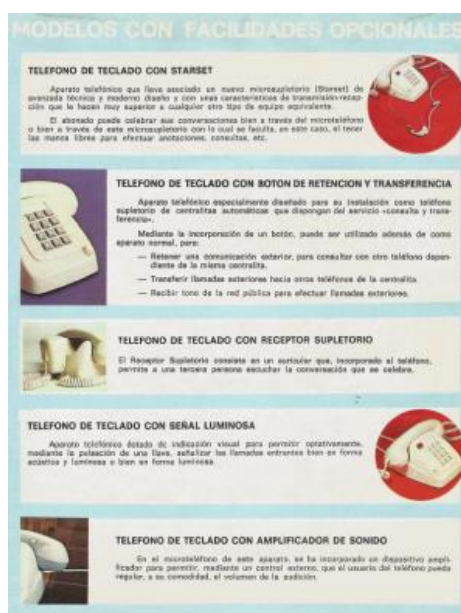 MODELOS CON FACILIDADES OPCIONALES
TELEFONO DE TECLADO CON STARSET
Aparato telefónico que lleva asociado un nuevo microsupletorio (Starset) de
avanzada técnica y moderno diseño y con unas características de transmisión-recep-
ción que le hacen muy superior a cualquier otro tipo de equipo equivalente.
El abonado puede celebrar sus conversaciones bien a través del microteléfono
o bien a través de este microsupletorio con lo cual se faculta, en este caso, el tener
las manos libres para efectuar anotaciones, consultas, etc.
TELEFONO DE TECLADO CON BOTON DE RETENCION Y TRANSFERENCIA
Aparato telefónico especialmente diseñado para su instalación como teléfono
supletorio de centralitas automáticas que dispongan del servicio «consulta y trans-
ferencia».
Mediante la incorporación de un botón, puede ser utilizado además de como
aparato normal, para:
— Retener una comunicación exterior, para consultar con otro teléfono depen-
diente de la misma centralita.
— Transferir llamadas exteriores hacia otros teléfonos de la centralita.
— Recibir tono de la red pública para efectuar llamadas exteriores.
TELEFONO DE TECLADO CON RECEPTOR SUPLETORIO
El Receptor Supletorio consiste en un auricular que, incorporado al teléfono,
permite a una tercera persona escuchar la conversación que se celebra.
TELEFONO DE TECLADO CON SEÑAL LUMINOSA
Aparato telefónico dotado de indicación visual para permitir optativamente,
mediante la pulsación de una llave, señalizar las llamadas entrantes bien en forma
acústica y luminosa o bien en forma luminosa.
TELEFONO DE TECLADO CON AMPLIFICADOR DE SONIDO
En el microteléfono de este aparato, se ha incorporado un dispositivo ampli-
ficador para permitir, mediante un control externo, que el usuario del teléfono pueda
regular, a su comodidad, el volumen de la audición.